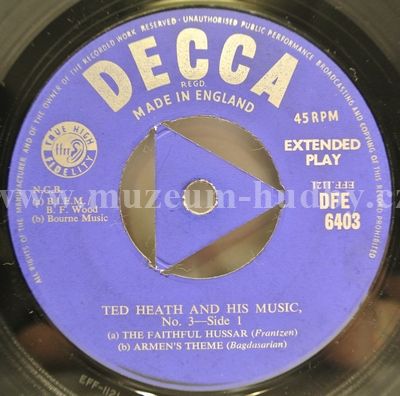 ALL RIGHTS OF THE MANUFACTURER AND OF THE OWNER OF THE RECORDED WORK RESERVED · UNAUTHORISED PUBLIC PERFORMANCE BROADCASTING AND COPYING OF THIS RECORD PROHIBITED
DECCA
REGD.
MADE IN ENGLAND
TRUE HIGH
FIDELITY
45 RPM
EXTENDED
PLAY
EFF 1121
DFE
6403
N.C.B.
(a) B.I.E.M.
B. F. Wood
(b) Bourne Music
www.muzeum-hudby.cz
TED HEATH AND HIS MUSIC,
No. 3—Side 1
(a) THE FAITHFUL HUSSAR (Frantzen)
(b) ARMEN'S THEME (Bagdasarian)